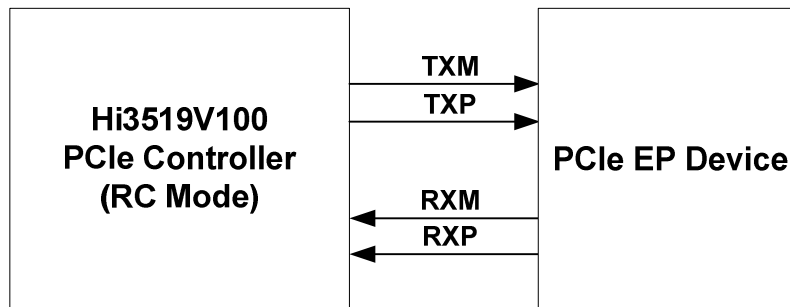 Hi3519V100
PCIe Controller
(RC Mode)
TXM
TXP
RXM
RXP
PCIe EP Device